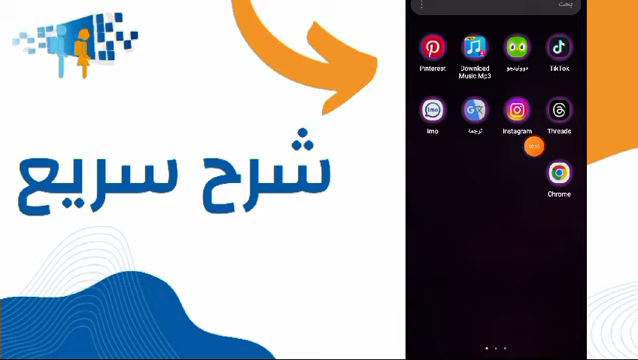 بحث
Pinterest
Download Music Mp3
دوولينجو
TikTok
Imo
ترجمة
Instagram
Threads
Chrome
شرح سريع